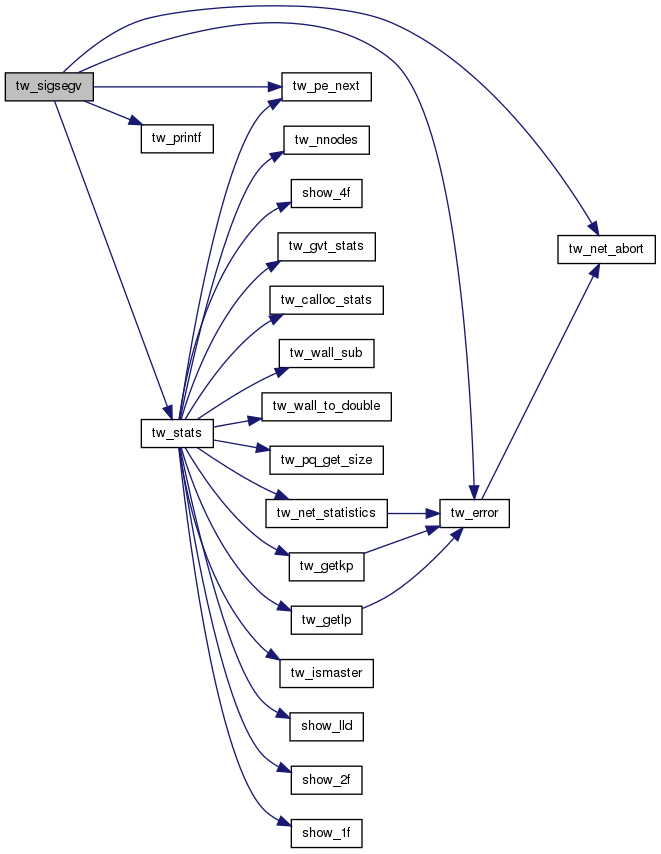 tw_sigsegv
tw_pe_next
tw_printf
tw_nnodes
show_4f
tw_gvt_stats
tw_net_abort
tw_calloc_stats
tw_wall_sub
tw_wall_to_double
tw_stats
tw_pq_get_size
tw_net_statistics
tw_error
tw_getkp
tw_getlp
tw_ismaster
show_lld
show_2f
show_1f